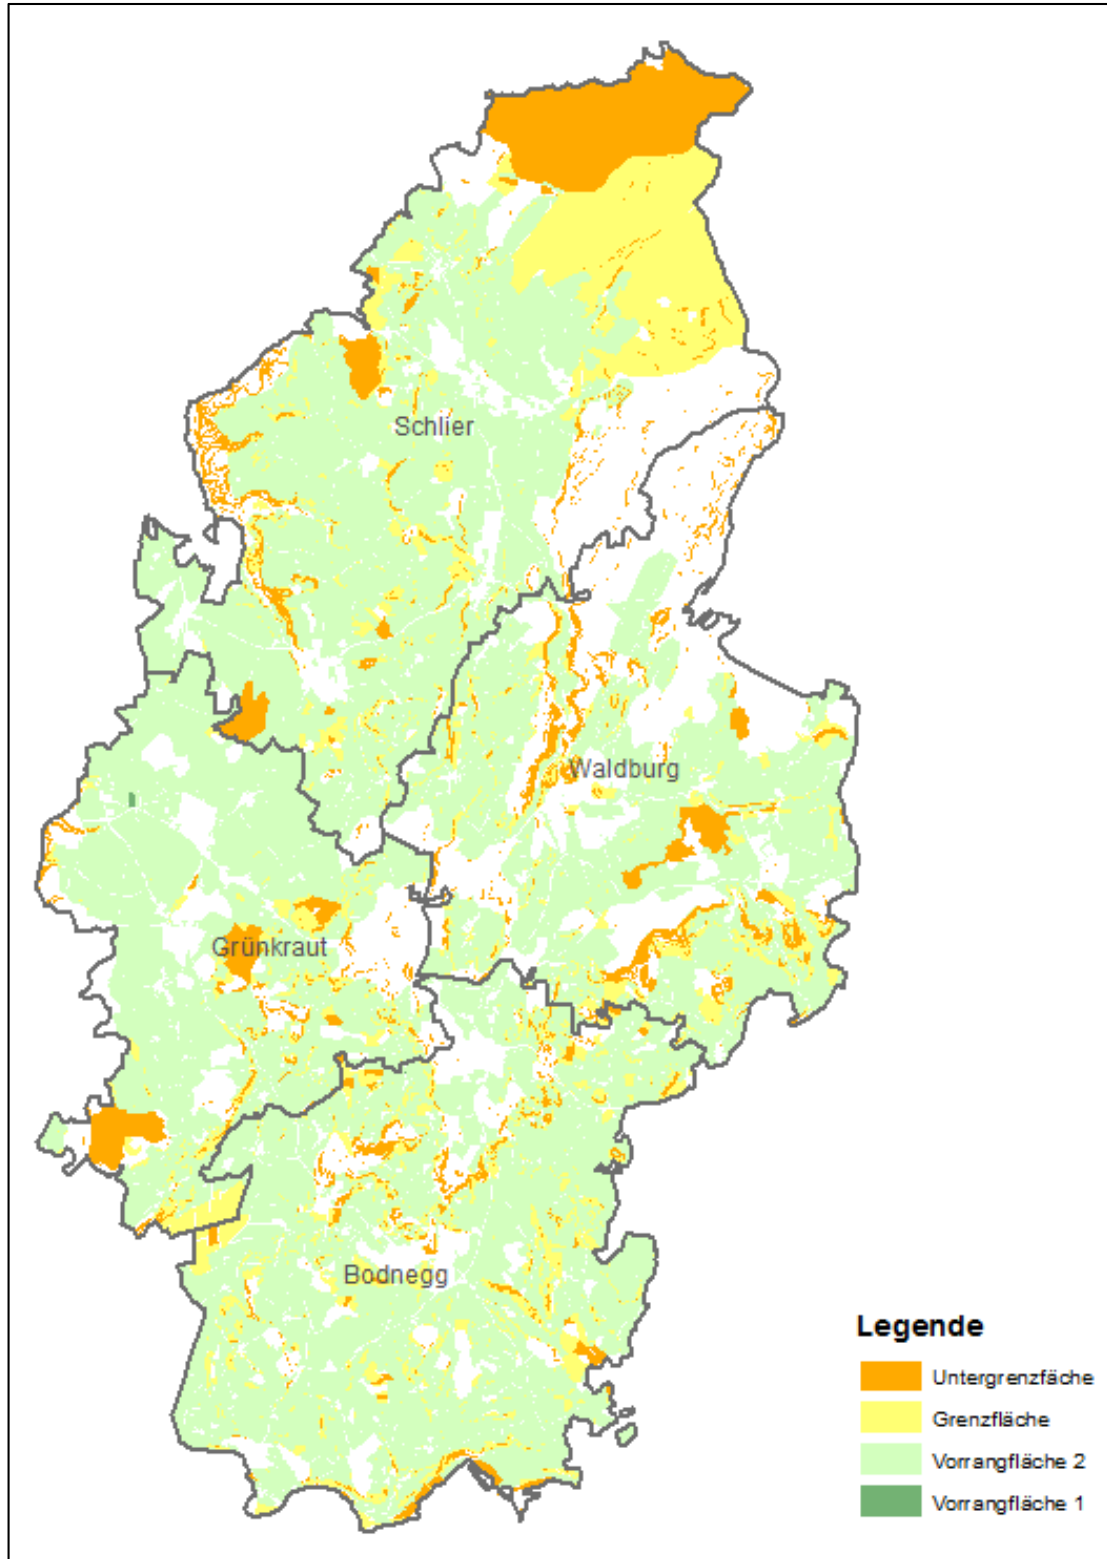 Schlier
Waldburg
Grünkraut
Bodnegg
Legende
Untergrenzfäche
Grenzfläche
Vorrangfläche 2
Vorrangfläche 1